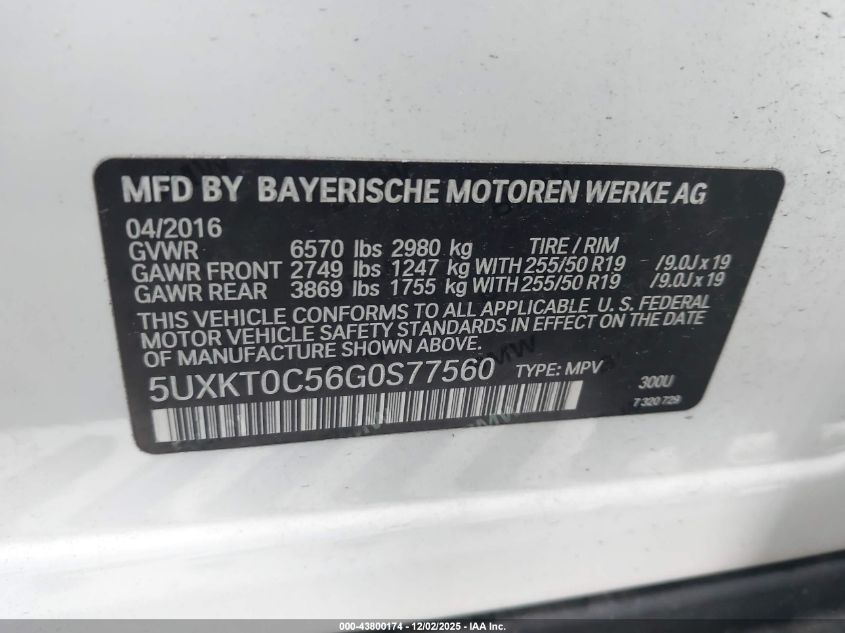 MFD BY BAYERISCHE MOTOREN WERKE AG
04/2016
GVWR 6570 lbs 2980 kg TIRE / RIM
GAWR FRONT 2749 lbs 1247 kg WITH 255/50 R19 /9.0J x 19
GAWR REAR 3869 lbs 1755 kg WITH 255/50 R19 /9.0J x 19
THIS VEHICLE CONFORMS TO ALL APPLICABLE U. S. FEDERAL
MOTOR VEHICLE SAFETY STANDARDS IN EFFECT ON THE DATE
OF MANUFACTURE SHOWN ABOVE.
5UXKT0C56G0S77560 TYPE: MPV 300U
7 320 729
000-43800174 - 12/02/2025 - IAA Inc.